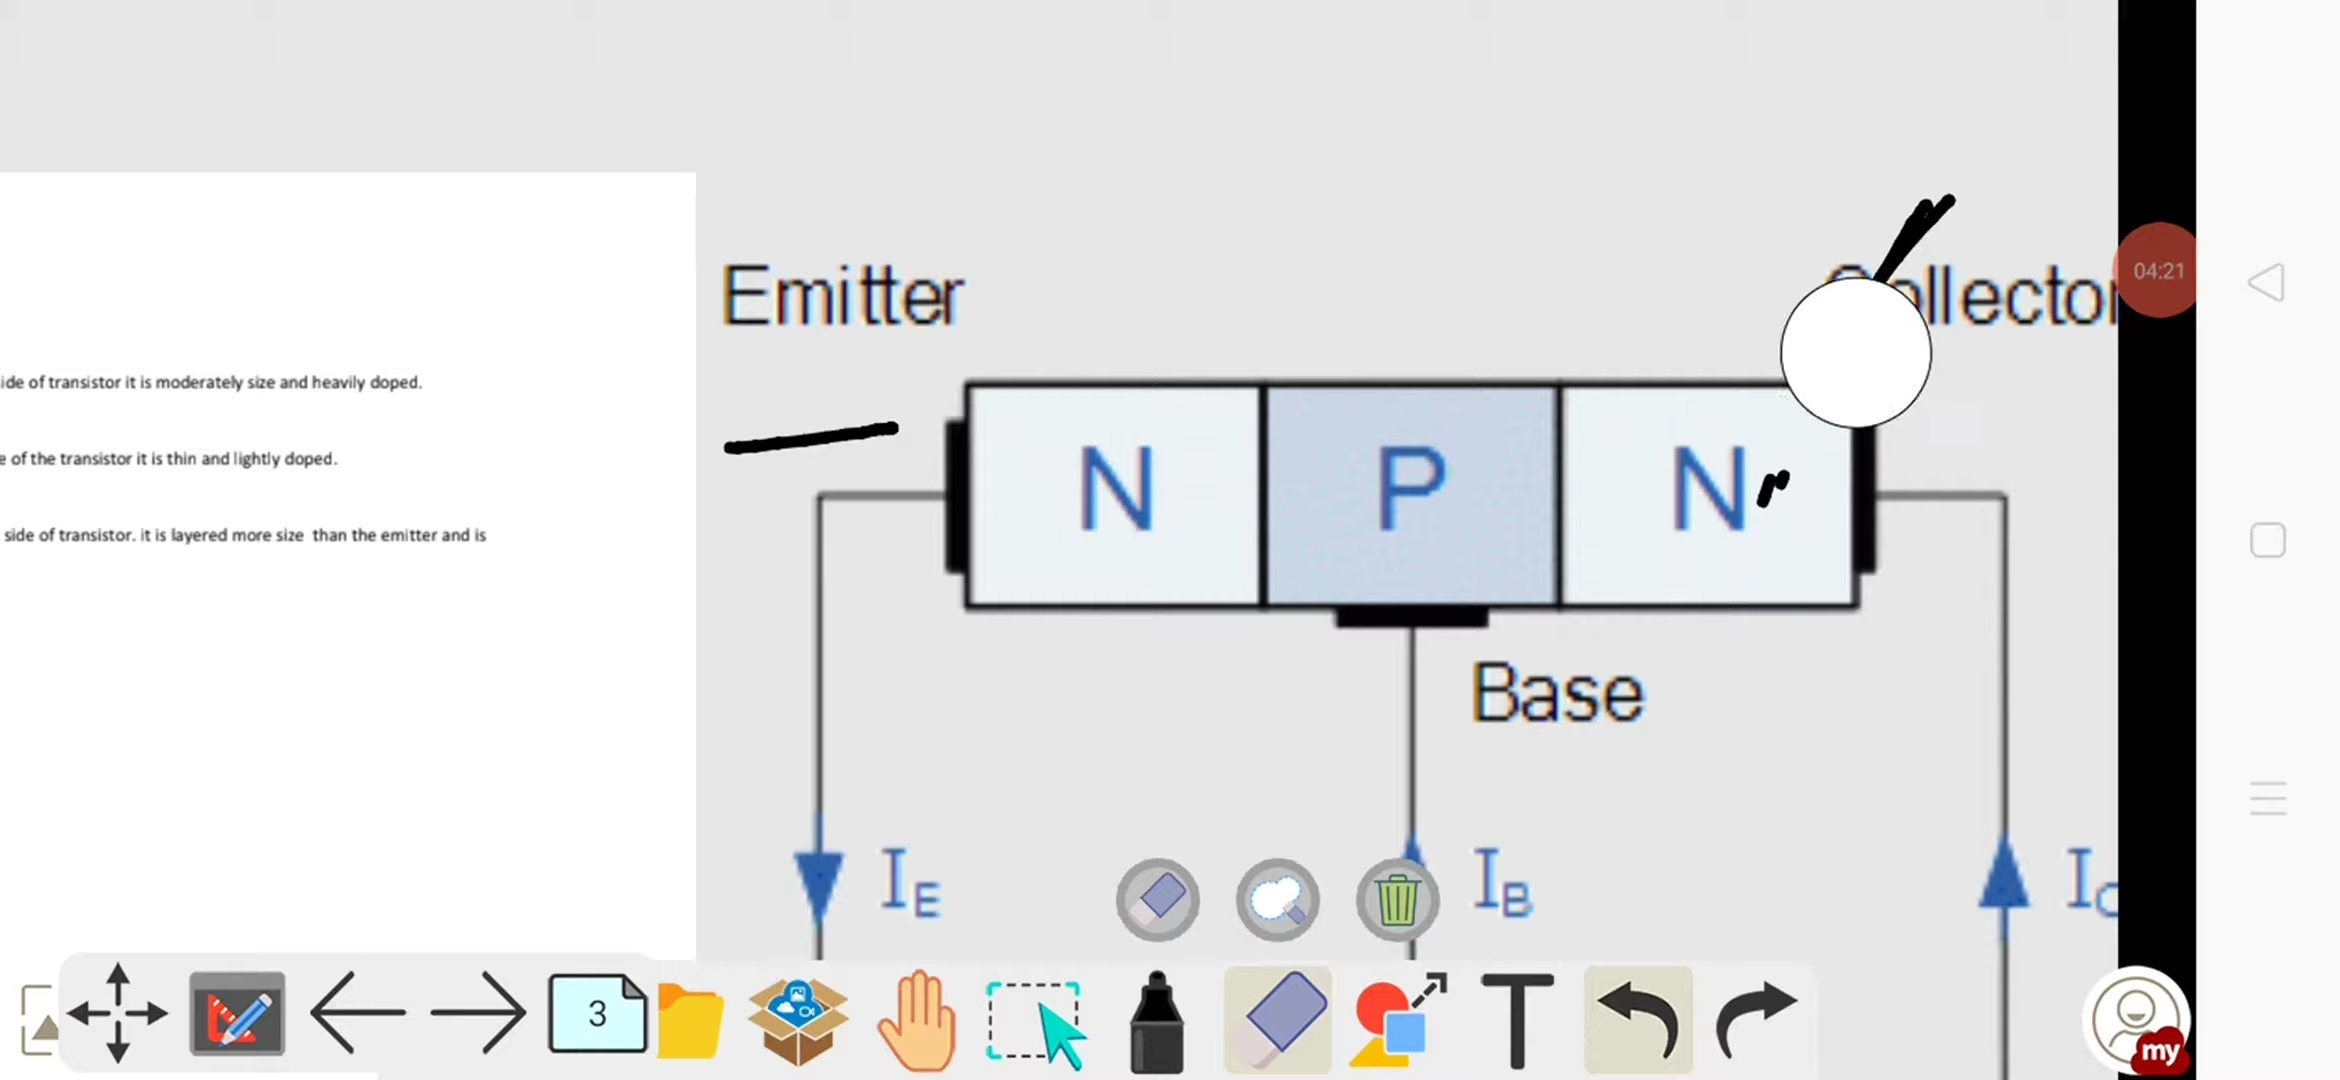 Emitter
ollector
04:21
ide of transistor it is moderately size and heavily doped.
e of the transistor it is thin and lightly doped.
side of transistor. it is layered more size than the emitter and is
N P N
Base
IE
IB
IC
3
T
my